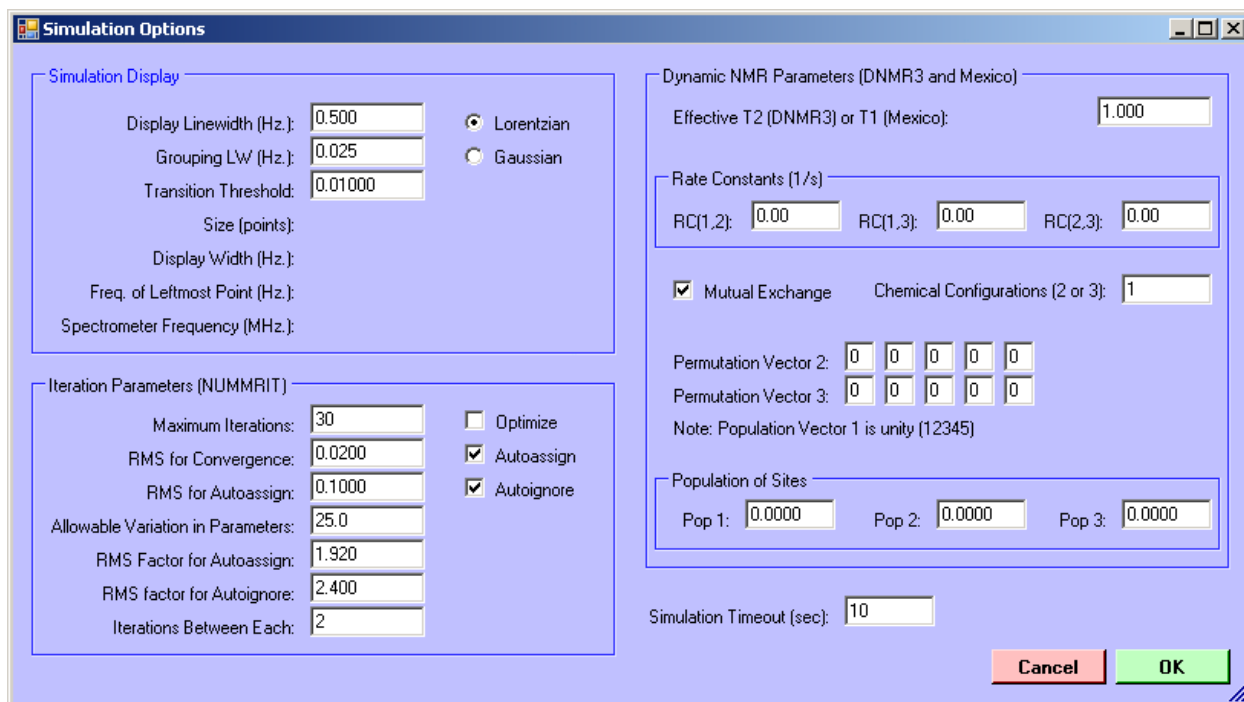 Simulation Options
Simulation Display
Display Linewidth (Hz.): 0.500 Lorentzian
Grouping LW (Hz.): 0.025 Gaussian
Transition Threshold: 0.01000
Size (points):
Display Width (Hz.):
Freq. of Leftmost Point (Hz.):
Spectrometer Frequency (MHz.):
Iteration Parameters (NUMMRIT)
Maximum Iterations: 30 Optimize
RMS for Convergence: 0.0200 Autoassign
RMS for Autoassign: 0.1000 Autoignore
Allowable Variation in Parameters: 25.0
RMS Factor for Autoassign: 1.920
RMS factor for Autoignore: 2.400
Iterations Between Each: 2
Dynamic NMR Parameters (DNMR3 and Mexico)
Effective T2 (DNMR3) or T1 (Mexico): 1.000
Rate Constants (1/s)
RC(1,2): 0.00 RC(1,3): 0.00 RC(2,3): 0.00
Mutual Exchange Chemical Configurations (2 or 3): 1
Permutation Vector 2: 0 0 0 0 0
Permutation Vector 3: 0 0 0 0 0
Note: Population Vector 1 is unity (12345)
Population of Sites
Pop 1: 0.0000 Pop 2: 0.0000 Pop 3: 0.0000
Simulation Timeout (sec): 10
Cancel OK